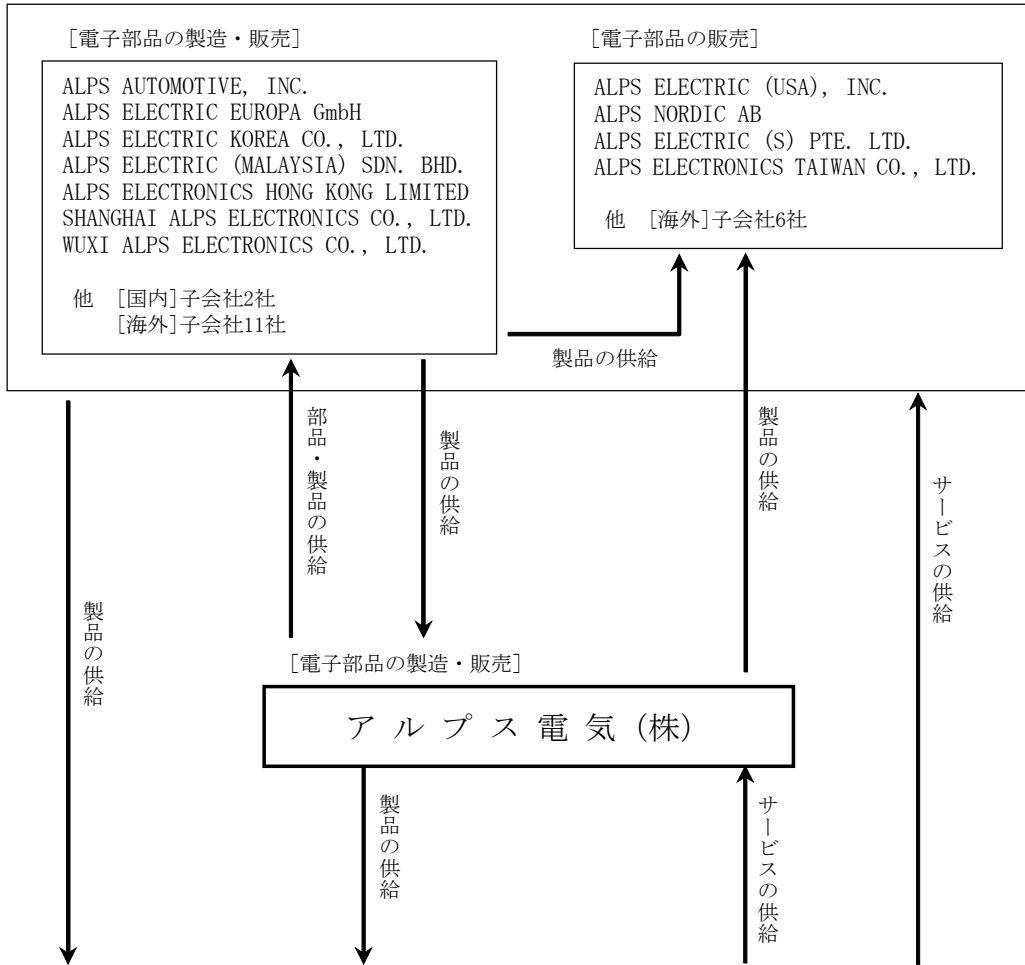 [電子部品の製造・販売]
ALPS AUTOMOTIVE, INC.
ALPS ELECTRIC EUROPA GmbH
ALPS ELECTRIC KOREA CO., LTD.
ALPS ELECTRIC (MALAYSIA) SDN. BHD.
ALPS ELECTRONICS HONG KONG LIMITED
SHANGHAI ALPS ELECTRONICS CO., LTD.
WUXI ALPS ELECTRONICS CO., LTD.
他 [国内]子会社2社
[海外]子会社11社
[電子部品の販売]
ALPS ELECTRIC (USA), INC.
ALPS NORDIC AB
ALPS ELECTRIC (S) PTE. LTD.
ALPS ELECTRONICS TAIWAN CO., LTD.
他 [海外]子会社6社
製品の供給
部品・製品の供給
製品の供給
製品の供給
サービスの供給
製品の供給
[電子部品の製造・販売]
アルプス電気(株)
製品の供給
サービスの供給